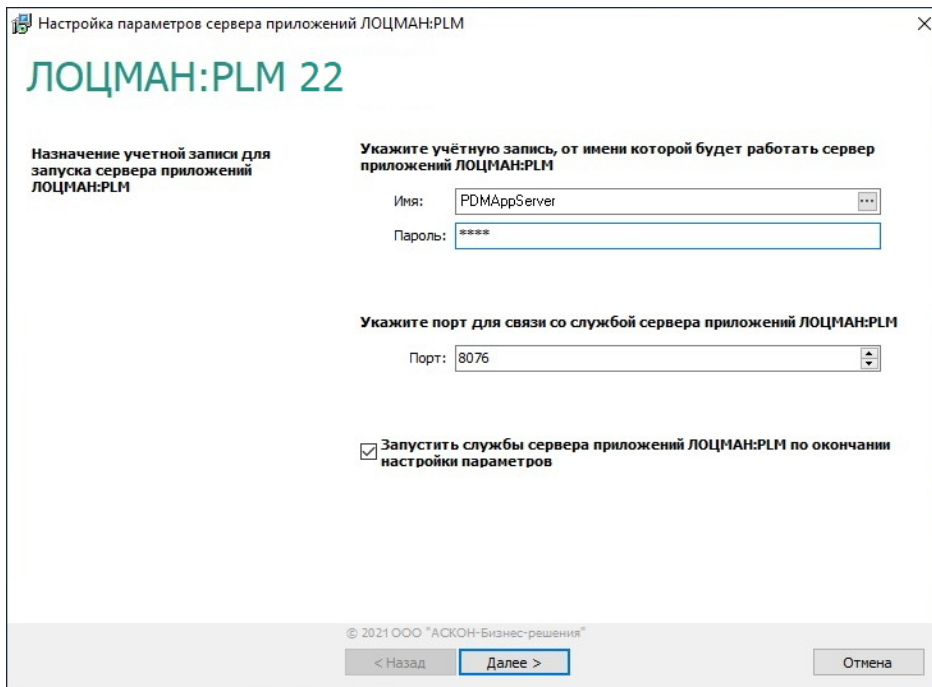 Настройка параметров сервера приложений ЛОЦМАН:PLM
ЛОЦМАН:PLM 22
Назначение учетной записи для
запуска сервера приложений
ЛОЦМАН:PLM
Укажите учётную запись, от имени которой будет работать сервер
приложений ЛОЦМАН:PLM
Имя: PDMAppServer ...
Пароль: ****
Укажите порт для связи со службой сервера приложений ЛОЦМАН:PLM
Порт: 8076
Запустить службы сервера приложений ЛОЦМАН:PLM по окончании
настройки параметров
© 2021 ООО "АСКОН-Бизнес-решения"
< Назад Далее > Отмена